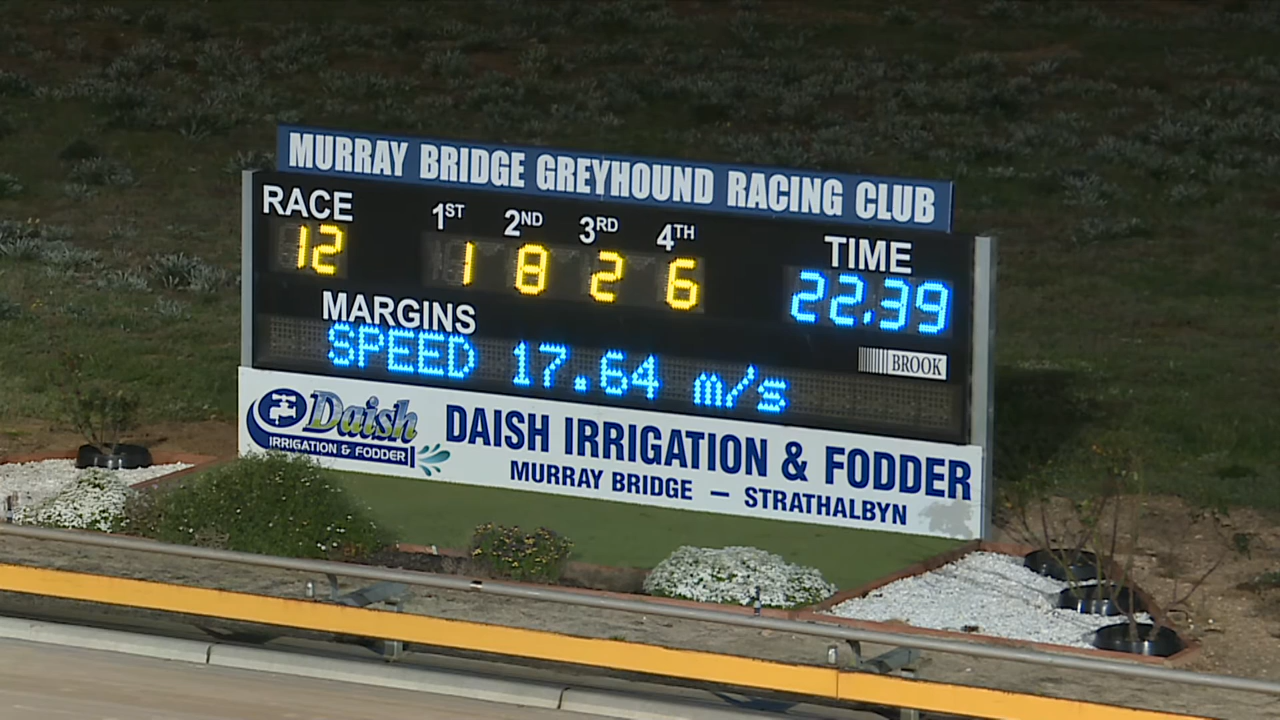 MURRAY BRIDGE GREYHOUND RACING CLUB
RACE 1ST 2ND 3RD 4TH TIME
12 1 8 2 6 22.39
MARGINS
SPEED 17.64 m/s
BROOK
Daish
IRRIGATION & FODDER
DAISH IRRIGATION & FODDER
MURRAY BRIDGE – STRATHALBYN